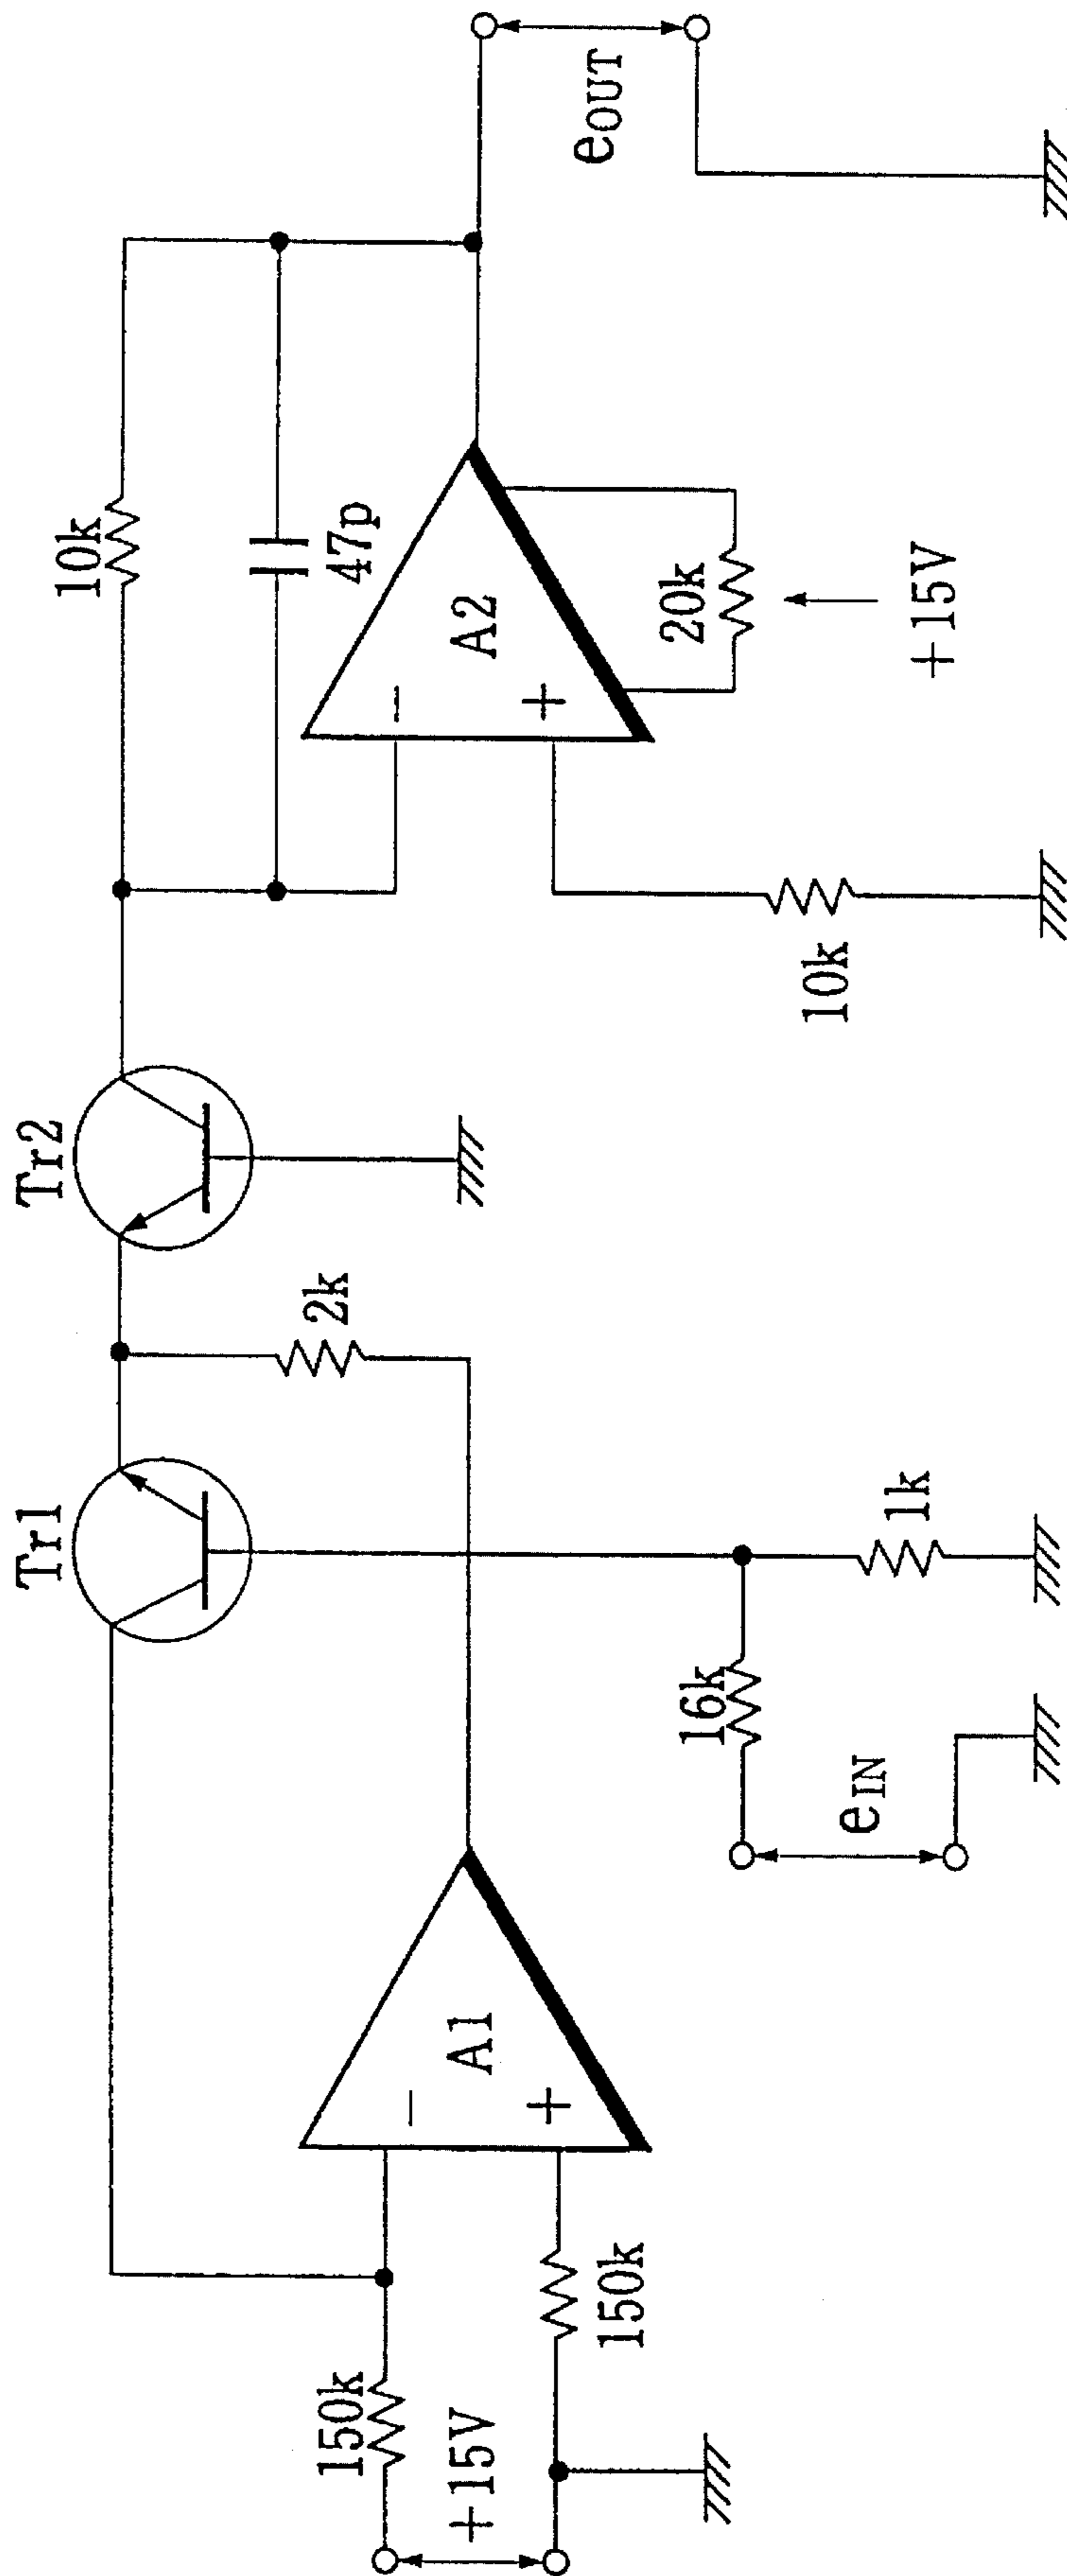 Tr1
Tr2
10k
47p
2k
A1
−
+
A2
−
+
150k
+15V
150k
16k
1k
eIN
10k
20k
+15V
eOUT